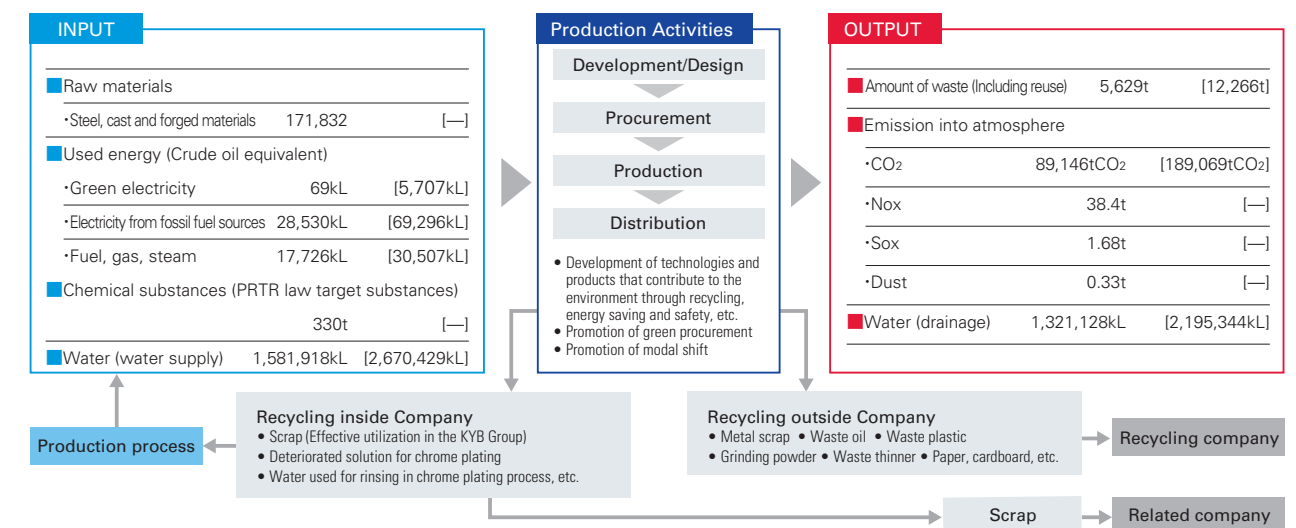 INPUT
■Raw materials
・Steel, cast and forged materials 171,832 [—]
■Used energy (Crude oil equivalent)
・Green electricity 69kL [5,707kL]
・Electricity from fossil fuel sources 28,530kL [69,296kL]
・Fuel, gas, steam 17,726kL [30,507kL]
■Chemical substances (PRTR law target substances)
330t [—]
■Water (water supply) 1,581,918kL [2,670,429kL]
Production Activities
Development/Design
Procurement
Production
Distribution
• Development of technologies and
products that contribute to the
environment through recycling,
energy saving and safety, etc.
• Promotion of green procurement
• Promotion of modal shift
OUTPUT
■Amount of waste (Including reuse) 5,629t [12,266t]
■Emission into atmosphere
・CO2 89,146tCO2 [189,069tCO2]
・Nox 38.4t [—]
・Sox 1.68t [—]
・Dust 0.33t [—]
■Water (drainage) 1,321,128kL [2,195,344kL]
Production process
Recycling inside Company
• Scrap (Effective utilization in the KYB Group)
• Deteriorated solution for chrome plating
• Water used for rinsing in chrome plating process, etc.
Recycling outside Company
• Metal scrap • Waste oil • Waste plastic
• Grinding powder • Waste thinner • Paper, cardboard, etc.
Recycling company
Scrap
Related company